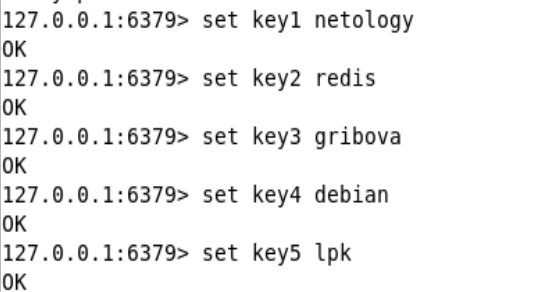 127.0.0.1:6379> set key1 netology
OK
127.0.0.1:6379> set key2 redis
OK
127.0.0.1:6379> set key3 gribova
OK
127.0.0.1:6379> set key4 debian
OK
127.0.0.1:6379> set key5 lpk
OK